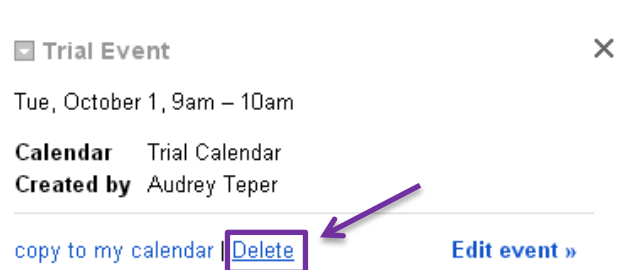 Trial Event
Tue, October 1, 9am – 10am
Calendar Trial Calendar
Created by Audrey Teper
copy to my calendar | Delete Edit event »